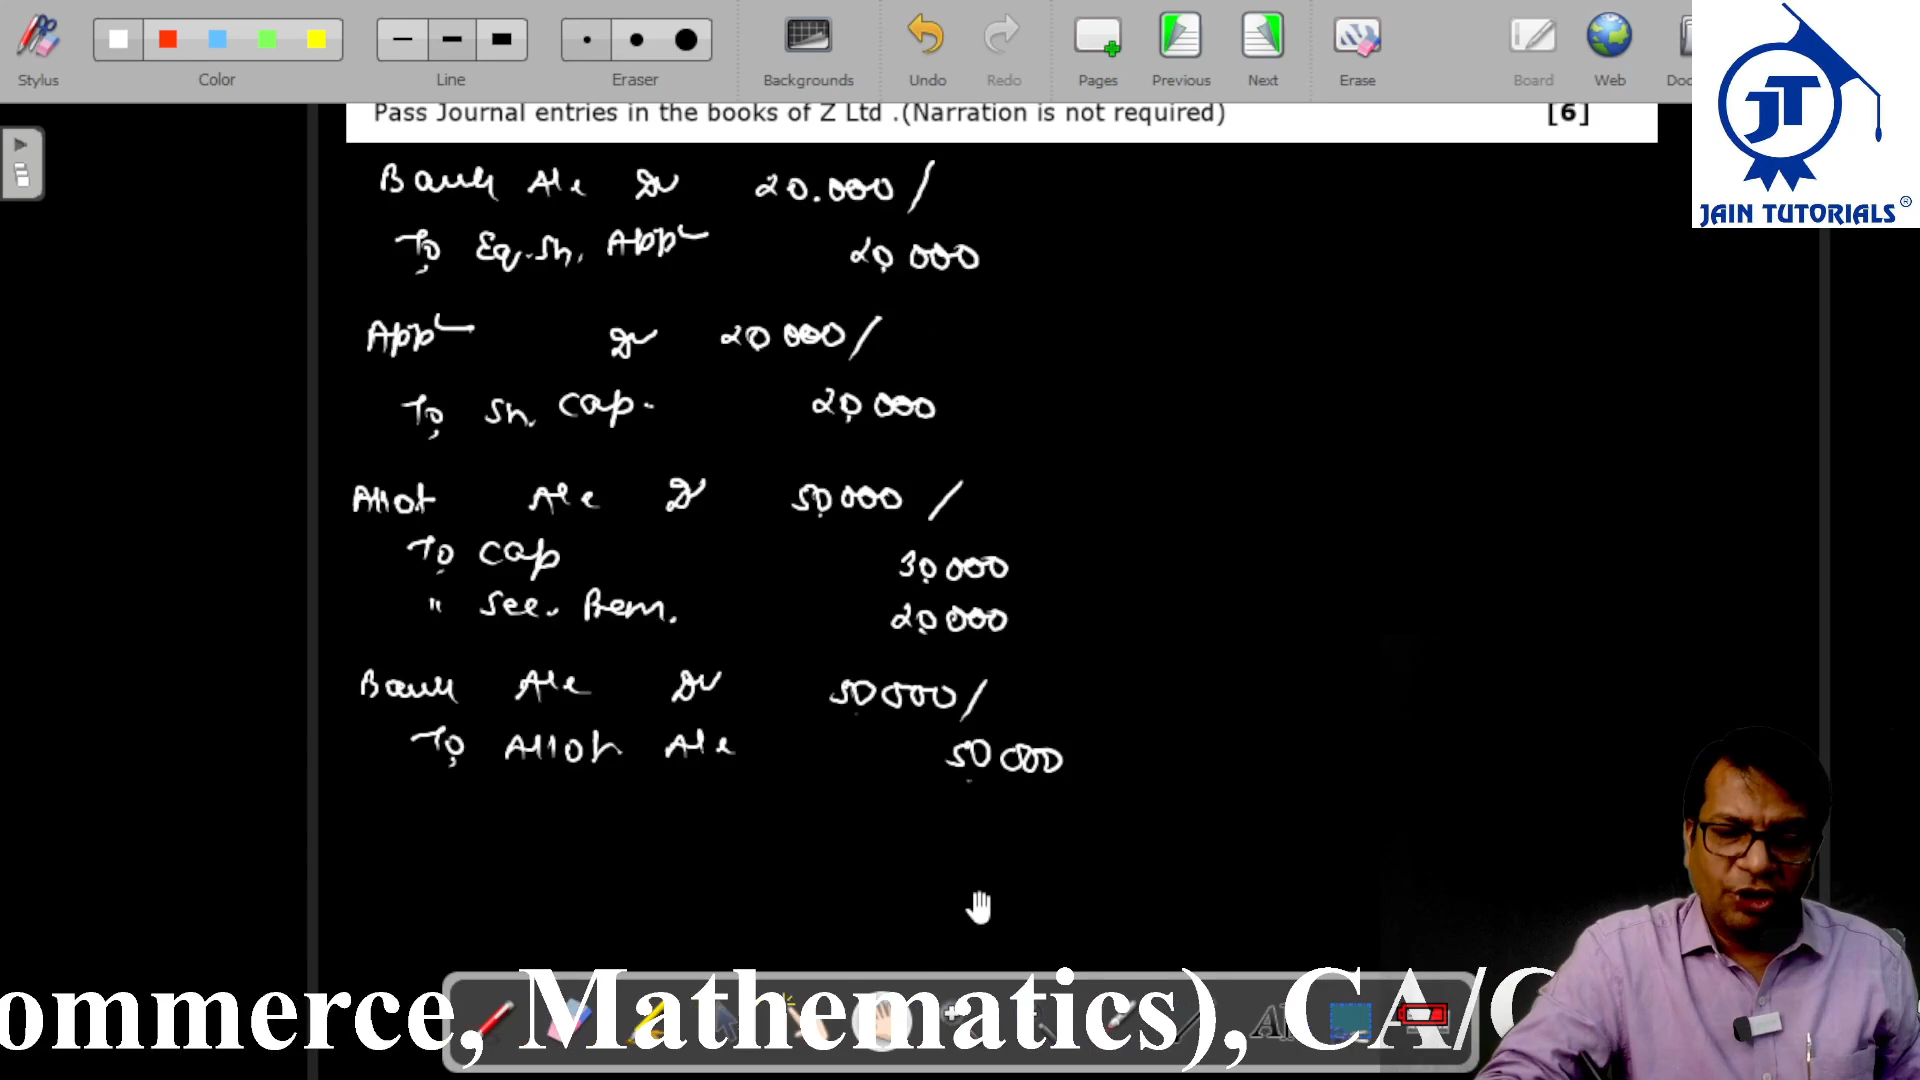 Stylus Color Line Eraser Backgrounds Undo Redo Pages Previous Next Erase Board Web
Pass Journal entries in the books of Z Ltd .(Narration is not required) [6]
JT
JAIN TUTORIALS®
Bank A/c Dr 20.000 /
To Eq.Sh. Appl 20 000
Appl Dr 20 000 /
To Sh. Cap. 20 000
Allot A/c Dr 50 000 /
To Cap 30 000
" Sec. Prem. 20 000
Bank A/c Dr 50 000 /
To Allot A/c 50 000
ommerce, Mathematics), CA/